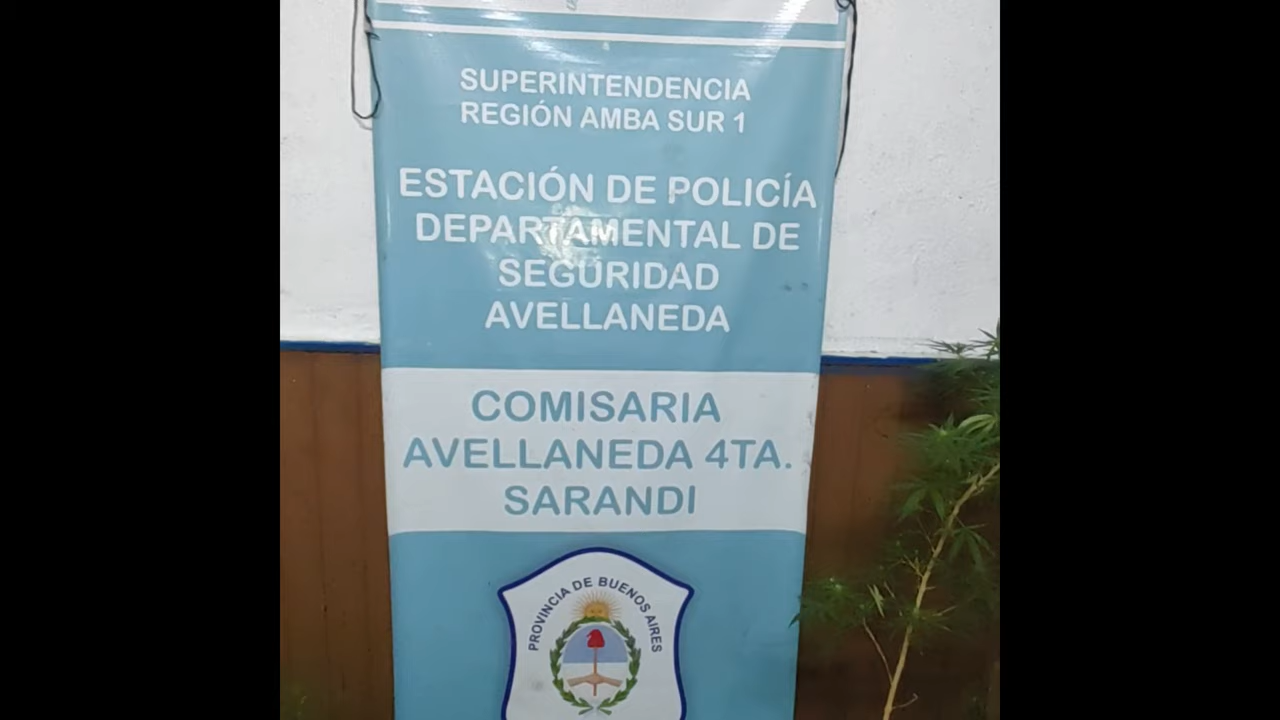 SUPERINTENDENCIA
REGIÓN AMBA SUR 1
ESTACIÓN DE POLICÍA
DEPARTAMENTAL DE
SEGURIDAD
AVELLANEDA
COMISARIA
AVELLANEDA 4TA.
SARANDI
PROVINCIA DE BUENOS AIRES